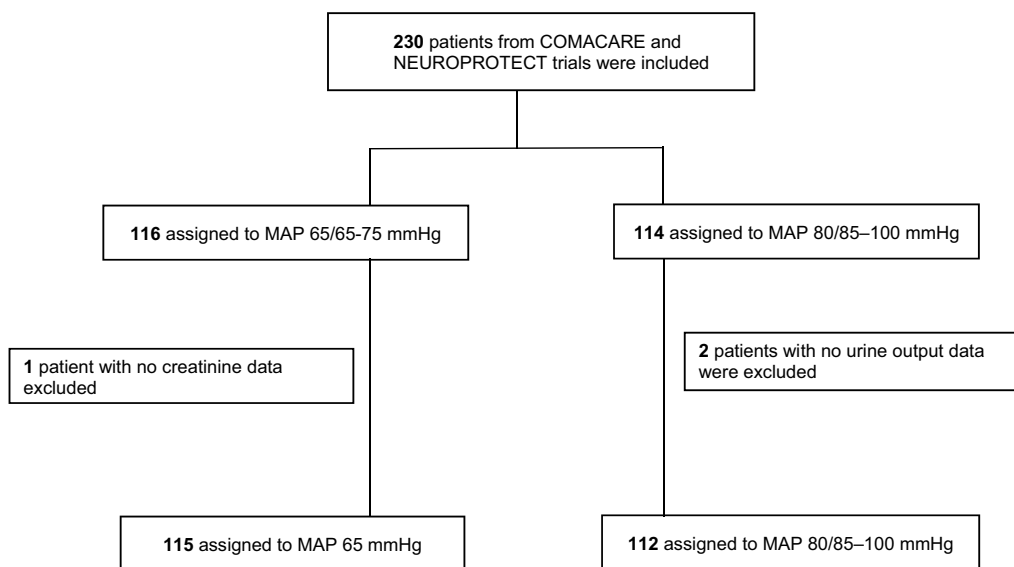 230 patients from COMACARE and
NEUROPROTECT trials were included
116 assigned to MAP 65/65-75 mmHg
114 assigned to MAP 80/85–100 mmHg
1 patient with no creatinine data
excluded
2 patients with no urine output data
were excluded
115 assigned to MAP 65 mmHg
112 assigned to MAP 80/85–100 mmHg